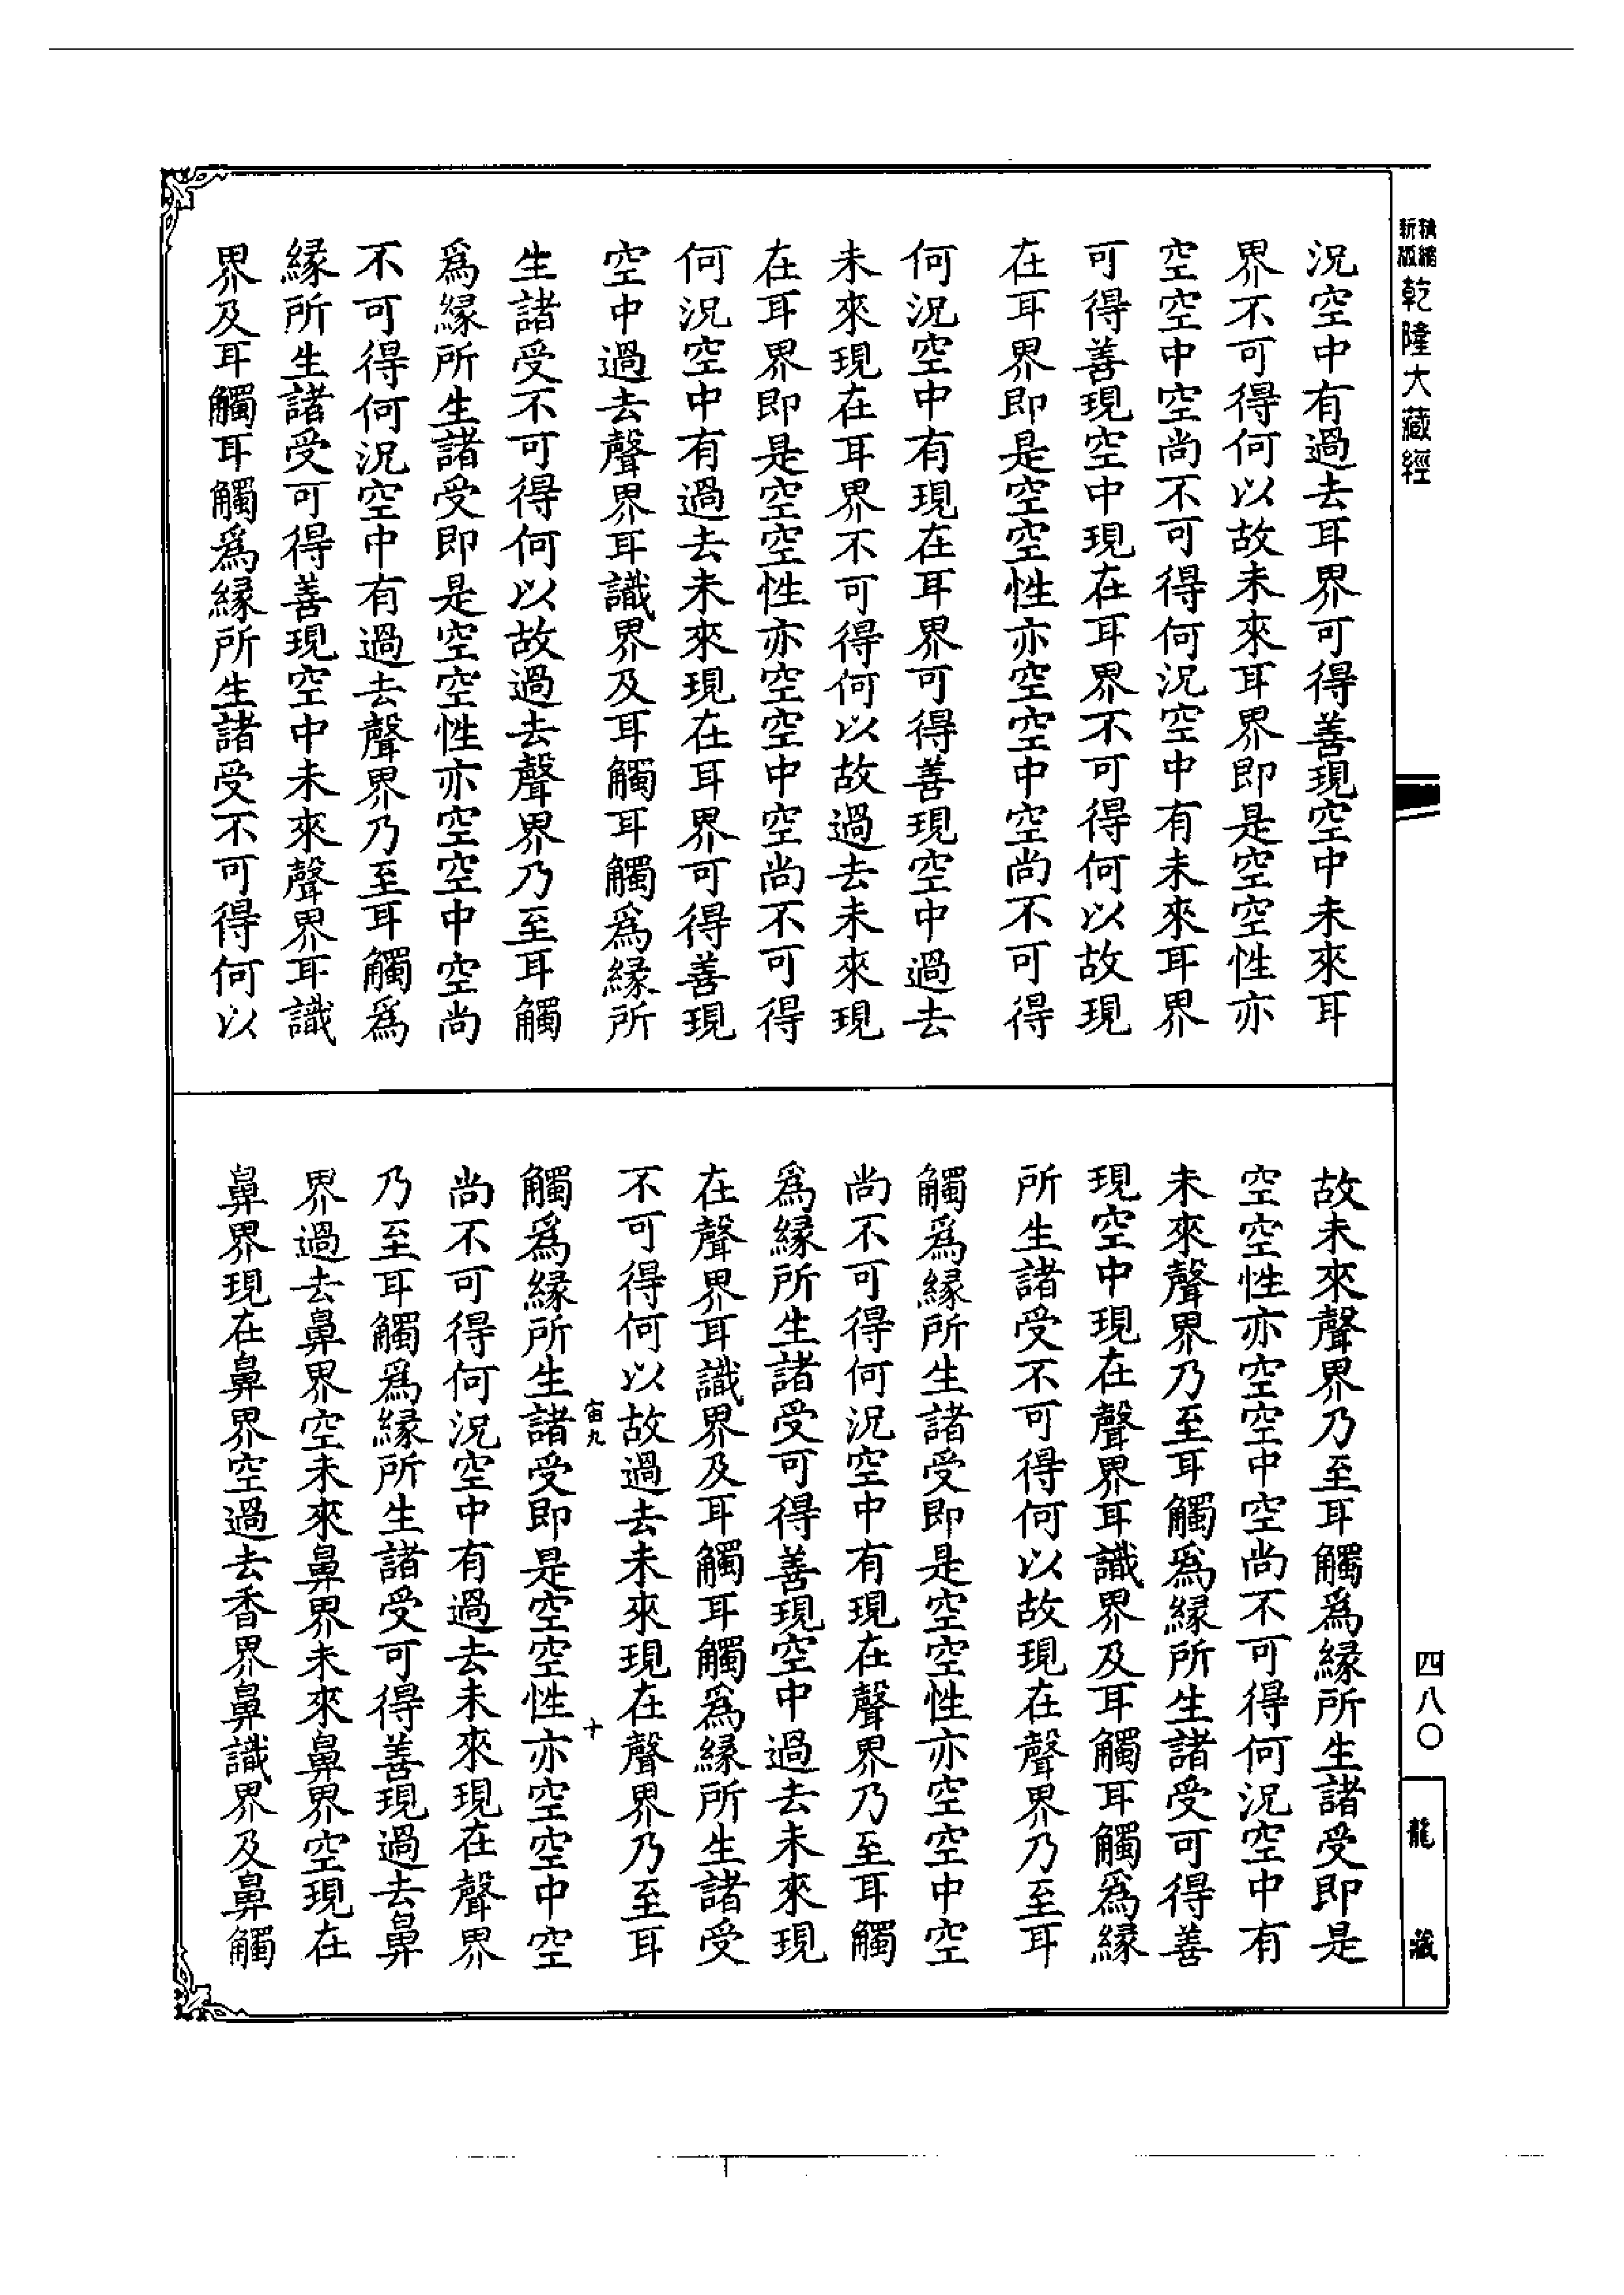 精縮新版乾隆大藏經
況空中有過去耳界可得善現空中未來耳
界不可得何以故未來耳界即是空空性亦
空空中空尚不可得何況空中有未來耳界
可得善現空中現在耳界不可得何以故現
在耳界即是空空性亦空空中空尚不可得
何況空中有現在耳界可得善現空中過去
未來現在耳界不可得何以故過去未來現
在耳界即是空空性亦空空中空尚不可得
何況空中有過去未來現在耳界可得善現
空中過去聲界耳識界及耳觸耳觸爲緣所
生諸受不可得何以故過去聲界乃至耳觸
爲緣所生諸受即是空空性亦空空中空尚
不可得何況空中有過去聲界乃至耳觸爲
緣所生諸受可得善現空中未來聲界耳識
界及耳觸耳觸爲緣所生諸受不可得何以
故未來聲界乃至耳觸爲緣所生諸受即是
空空性亦空空中空尚不可得何況空中有
未來聲界乃至耳觸爲緣所生諸受可得善
現空中現在聲界耳識界及耳觸耳觸爲緣
所生諸受不可得何以故現在聲界乃至耳
觸爲緣所生諸受即是空空性亦空空中空
尚不可得何況空中有現在聲界乃至耳觸
爲緣所生諸受可得善現空中過去未來現
在聲界耳識界及耳觸耳觸爲緣所生諸受
不可得何以故過去未來現在聲界乃至耳
宙九 十
觸爲緣所生諸受即是空空性亦空空中空
尚不可得何況空中有過去未來現在聲界
乃至耳觸爲緣所生諸受可得善現過去鼻
界過去鼻界空未來鼻界未來鼻界空現在
鼻界現在鼻界空過去香界鼻識界及鼻觸
四八〇
龍藏